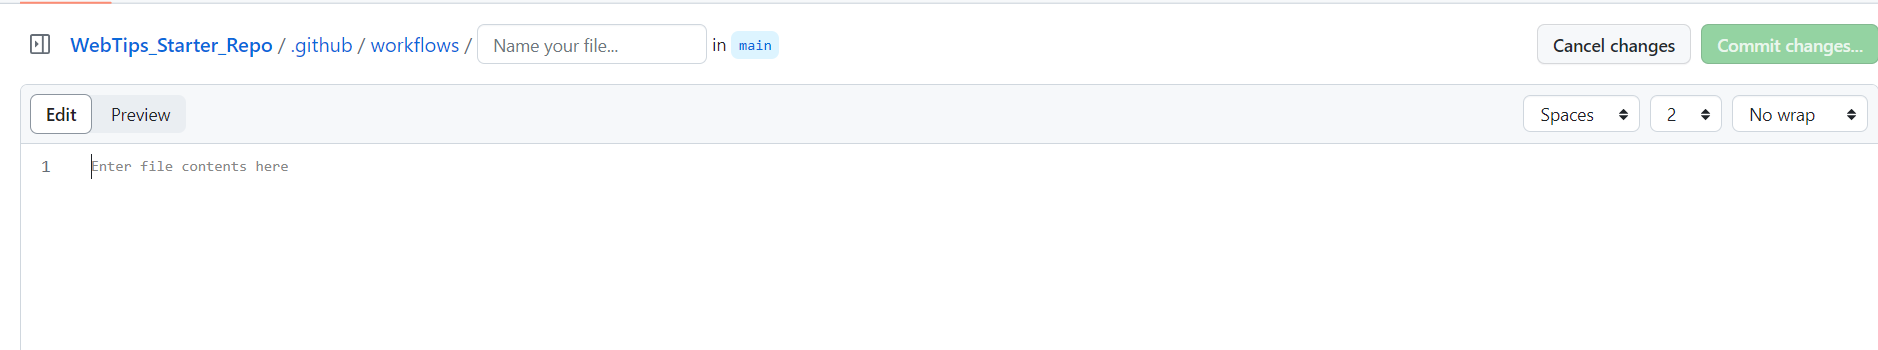 WebTips_Starter_Repo / .github / workflows / Name your file... in main Cancel changes Commit changes...
Edit Preview Spaces 2 No wrap
1 Enter file contents here